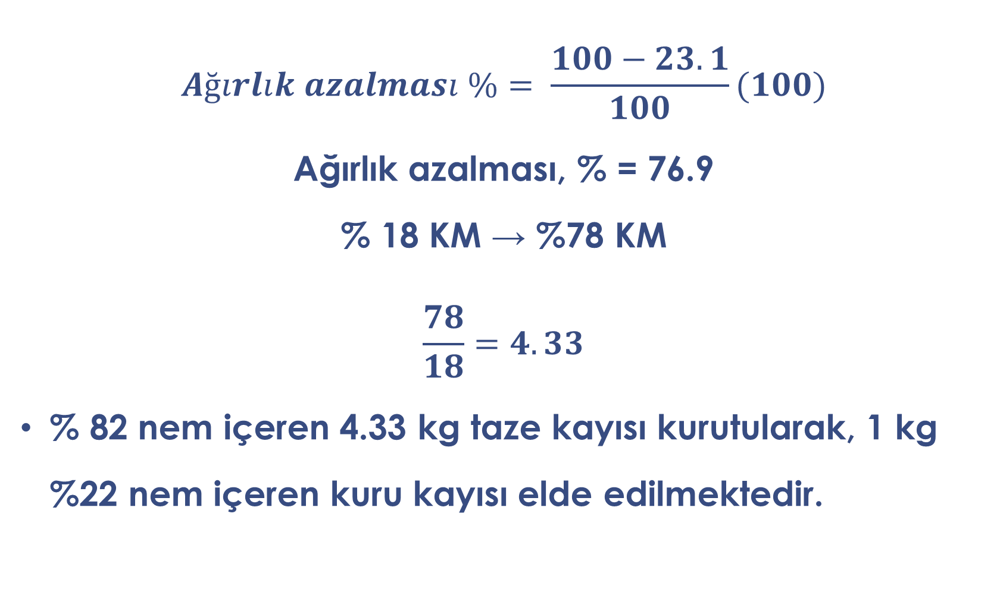 Ağırlık azalması % = \frac{100 − 23.1}{100} (100)
Ağırlık azalması, % = 76.9
% 18 KM → %78 KM
\frac{78}{18} = 4.33
• % 82 nem içeren 4.33 kg taze kayısı kurutularak, 1 kg
%22 nem içeren kuru kayısı elde edilmektedir.